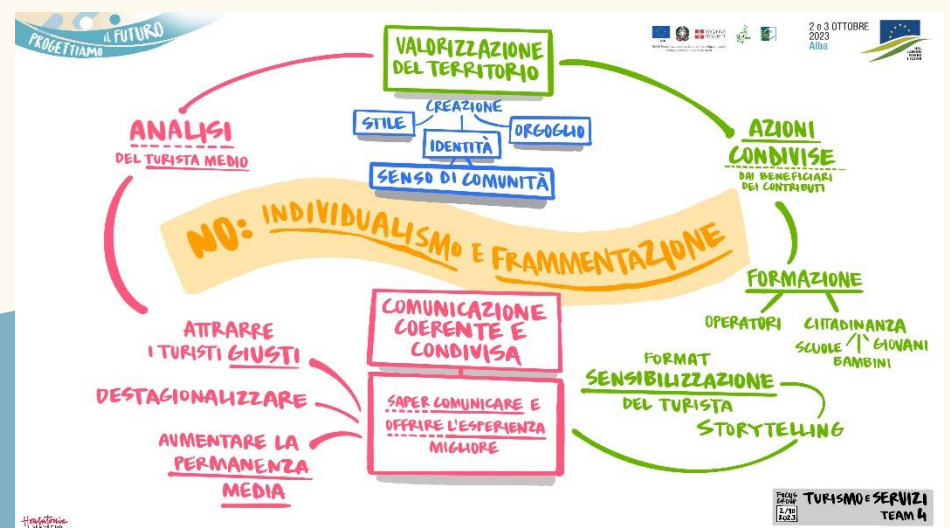 PROGETTIAMO IL FUTURO
2 e 3 OTTOBRE
2023
Alba
VALORIZZAZIONE
DEL TERRITORIO
CREAZIONE
STILE
IDENTITÀ
ORGOGLIO
SENSO DI COMUNITÀ
ANALISI
DEL TURISTA MEDIO
AZIONI
CONDIVISE
DAI BENEFICIARI
DEI CONTRIBUTI
NO: INDIVIDUALISMO E FRAMMENTAZIONE
FORMAZIONE
OPERATORI
CITTADINANZA
SCUOLE
GIOVANI
BAMBINI
COMUNICAZIONE
COERENTE E
CONDIVISA
SAPER COMUNICARE E
OFFRIRE L'ESPERIENZA
MIGLIORE
ATTRARRE
I TURISTI GIUSTI
DESTAGIONALIZZARE
AUMENTARE LA
PERMANENZA
MEDIA
FORMAT
SENSIBILIZZAZIONE
DEL TURISTA
STORYTELLING
FOCUS
GROUP
2/10
2023
TURISMO E SERVIZI
TEAM 4